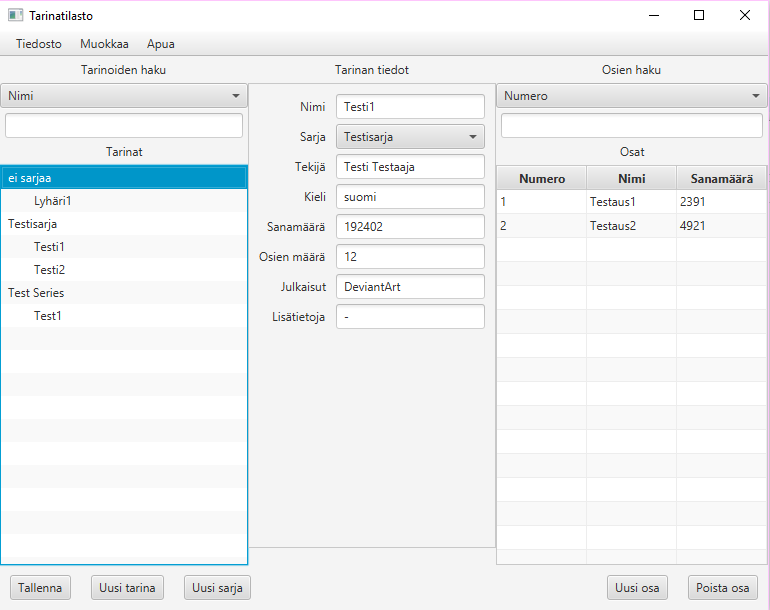 Tarinatilasto
Tiedosto Muokkaa Apua
Tarinoiden haku
Nimi
Tarinat
ei sarjaa
Lyhäri1
Testisarja
Testi1
Testi2
Test Series
Test1
Tarinan tiedot
Nimi Testi1
Sarja Testisarja
Tekijä Testi Testaaja
Kieli suomi
Sanamäärä 192402
Osien määrä 12
Julkaisut DeviantArt
Lisätietoja -
Osien haku
Numero
Osat
Numero Nimi Sanamäärä
1 Testaus1 2391
2 Testaus2 4921
Tallenna Uusi tarina Uusi sarja Uusi osa Poista osa